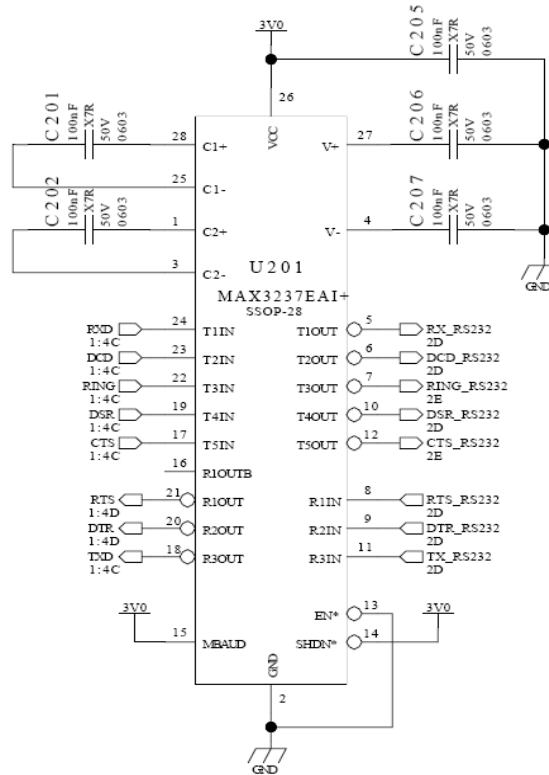 3V0
C205
100nF
X7R
50V
0603
26
VCC
C201
100nF
X7R
50V
0603
28
C1+
V+
27
C206
100nF
X7R
50V
0603
25
C1-
C202
100nF
X7R
50V
0603
1
C2+
V-
4
C207
100nF
X7R
50V
0603
3
C2-
GND
U201
MAX3237EAI+
SSOP-28
RXD
1:4C
24
T1IN
T1OUT
5
RX_RS232
2D
DCD
1:4C
23
T2IN
T2OUT
6
DCD_RS232
2D
RING
1:4C
22
T3IN
T3OUT
7
RING_RS232
2E
DSR
1:4C
19
T4IN
T4OUT
10
DSR_RS232
2D
CTS
1:4C
17
T5IN
T5OUT
12
CTS_RS232
2E
16
R1OUTB
RTS
1:4D
21
R1OUT
R1IN
8
RTS_RS232
2D
DTR
1:4D
20
R2OUT
R2IN
9
DTR_RS232
2D
TXD
1:4C
18
R3OUT
R3IN
11
TX_RS232
2D
3V0
15
MBAUD
EN*
13
3V0
SHDN*
14
GND
2
GND